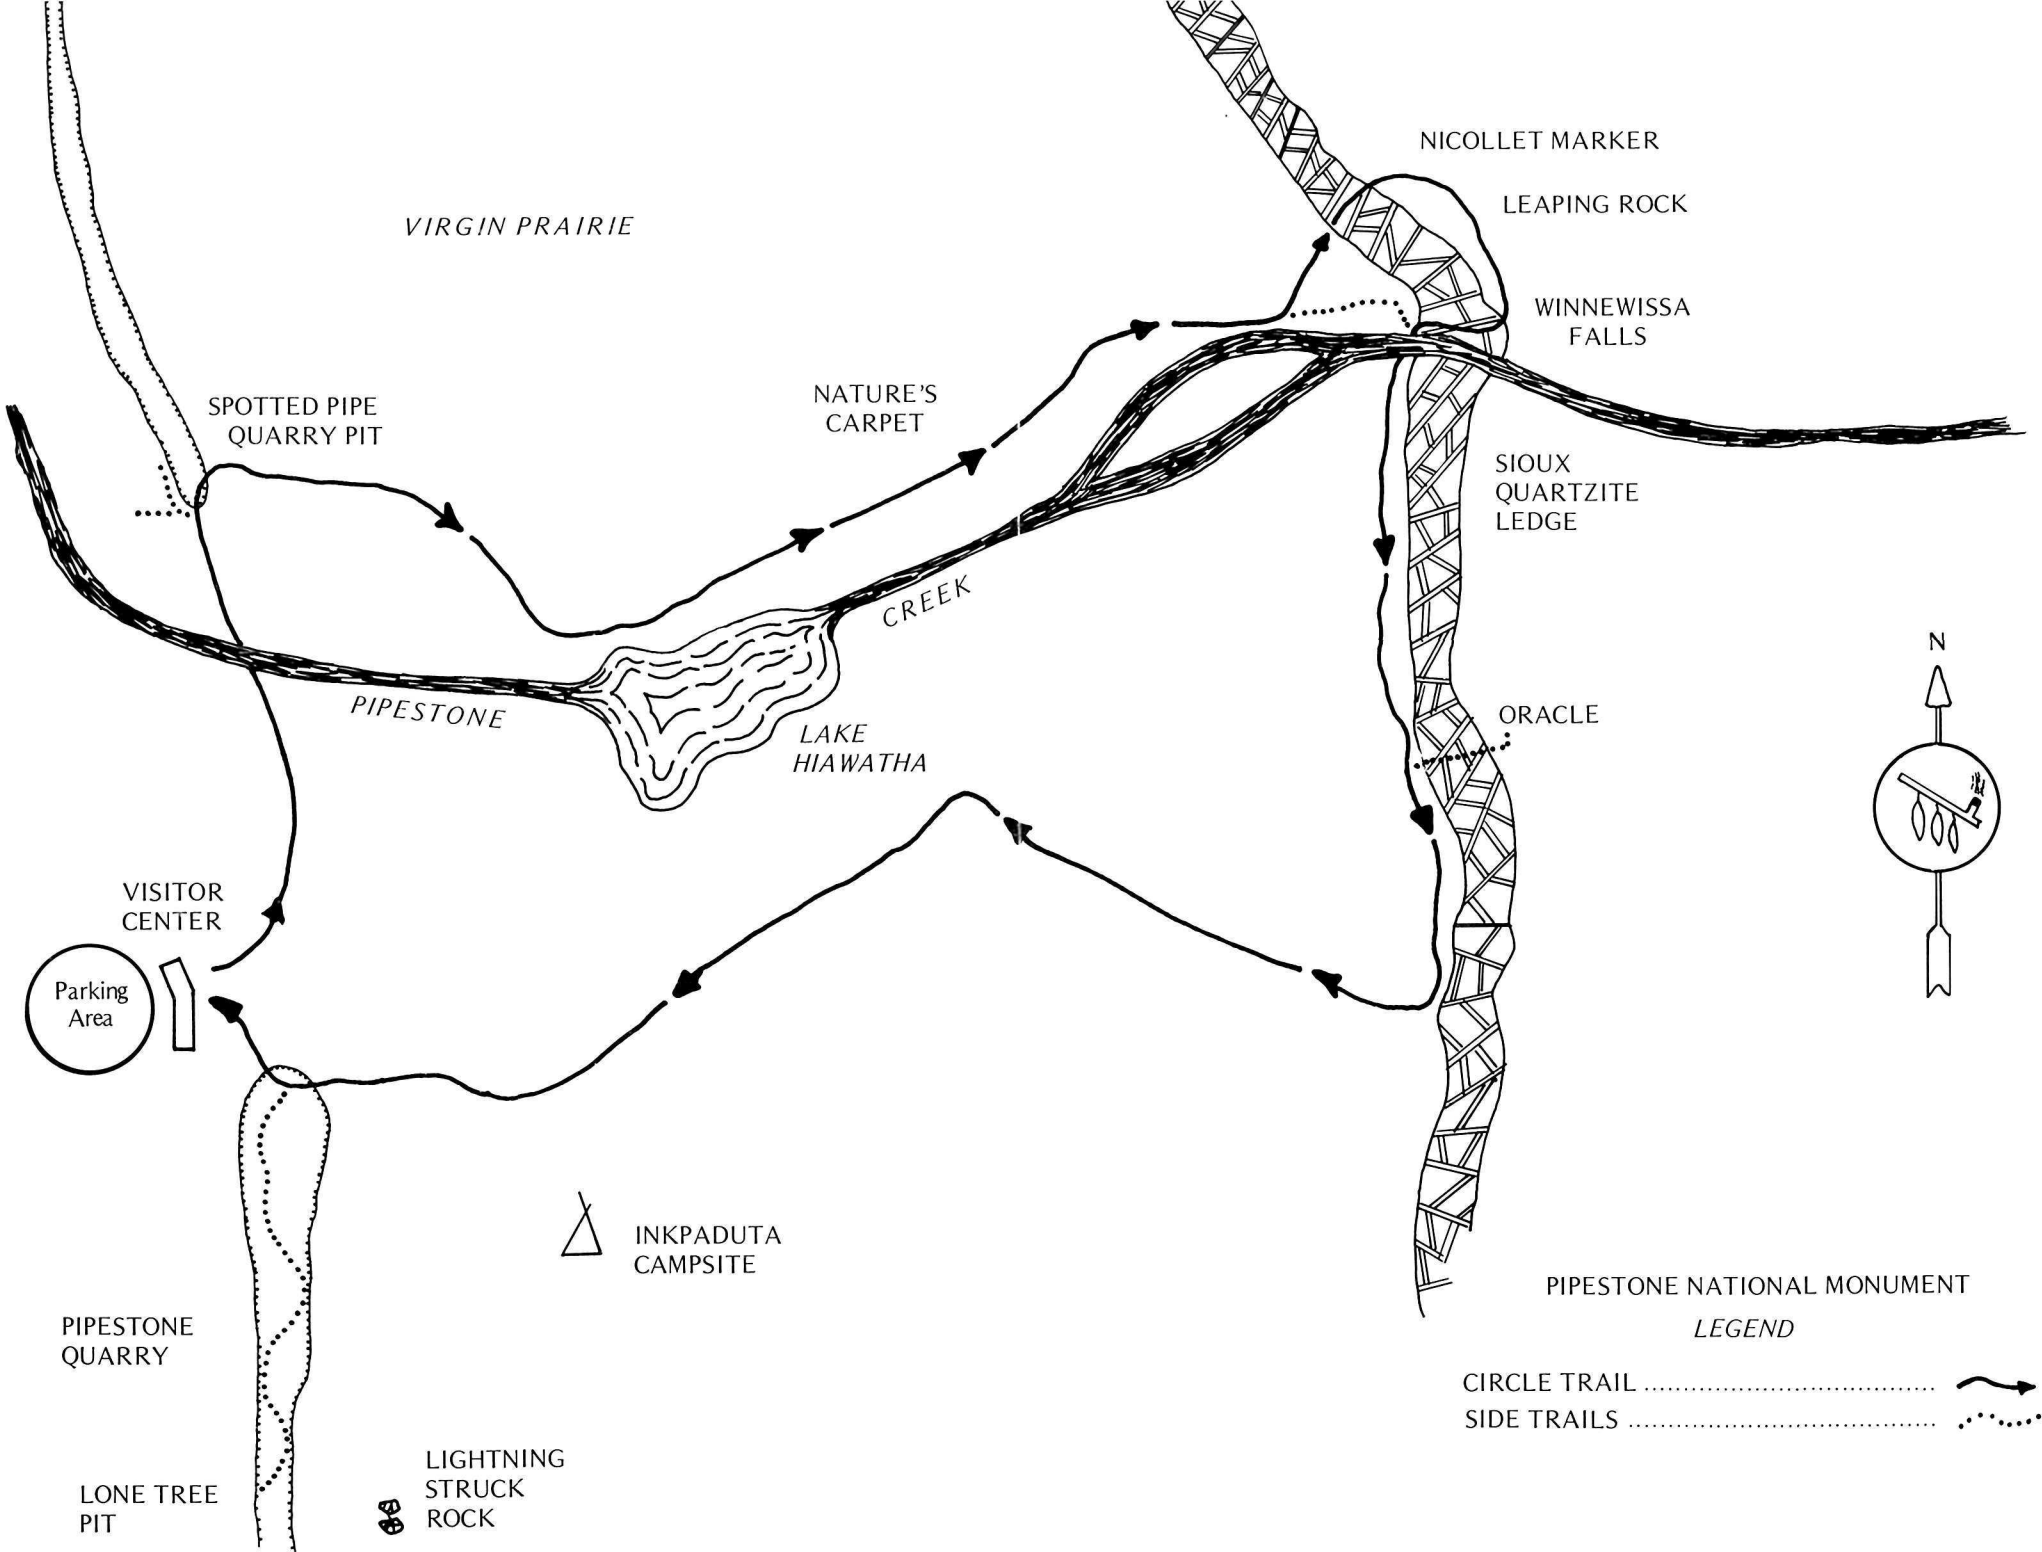 NICOLLET MARKER
LEAPING ROCK
VIRGIN PRAIRIE
WINNEWISSA
FALLS
NATURE'S
CARPET
SPOTTED PIPE
QUARRY PIT
SIOUX
QUARTZITE
LEDGE
CREEK
N
PIPESTONE
ORACLE
LAKE
HIAWATHA
VISITOR
CENTER
Parking
Area
INKPADUTA
CAMPSITE
PIPESTONE NATIONAL MONUMENT
LEGEND
PIPESTONE
QUARRY
CIRCLE TRAIL
SIDE TRAILS
LIGHTNING
STRUCK
ROCK
LONE TREE
PIT